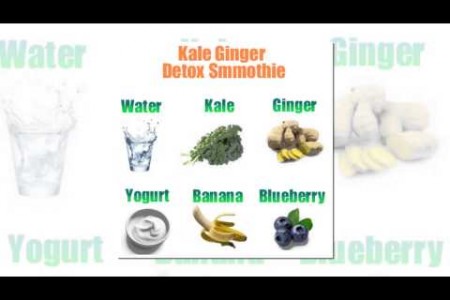 Kale Ginger
Detox Smmothie
Water Kale Ginger
Yogurt Banana Blueberry
Water Ginger
Yogurt Banana Blueberry